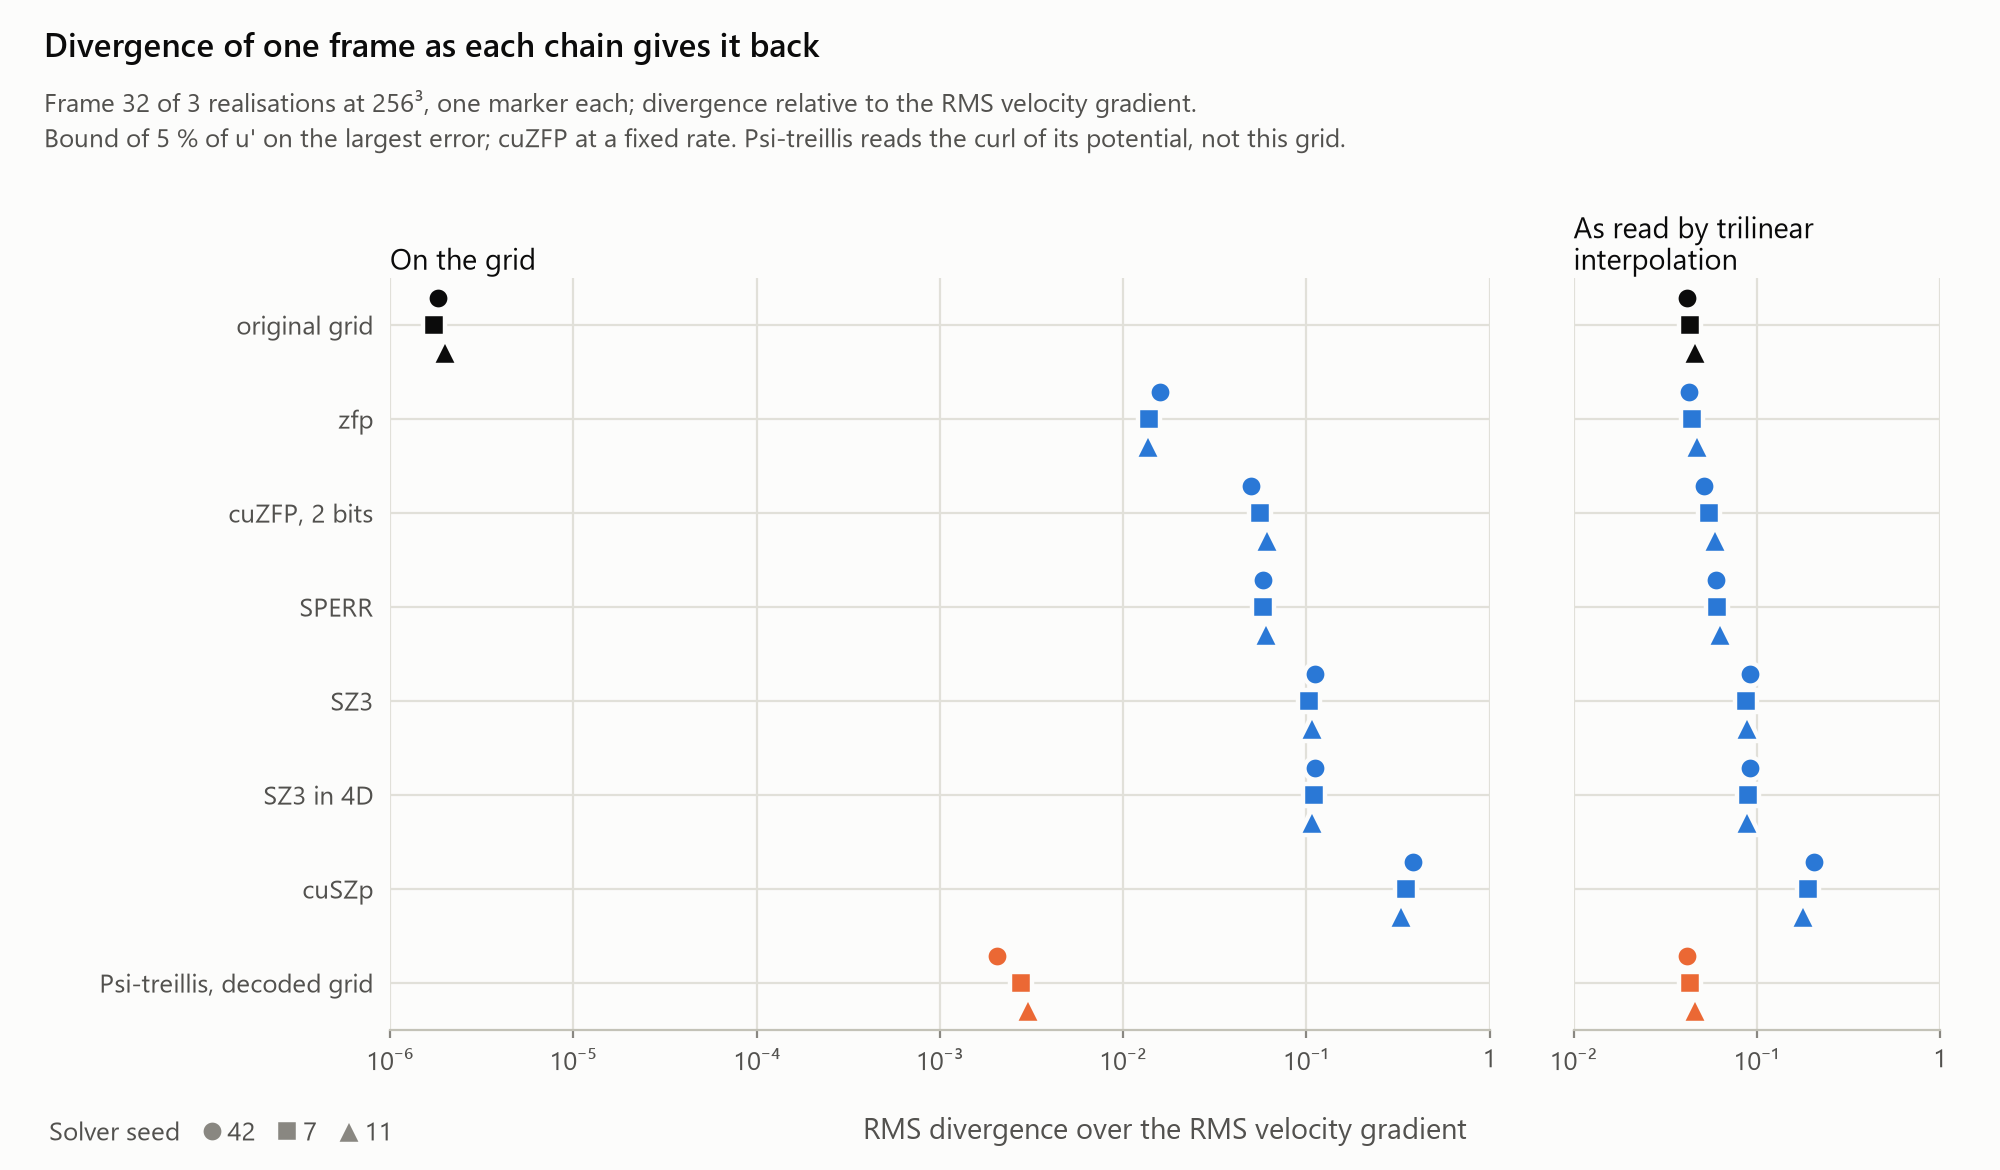 Divergence of one frame as each chain gives it back
Frame 32 of 3 realisations at 256³, one marker each; divergence relative to the RMS velocity gradient.
Bound of 5 % of u' on the largest error; cuZFP at a fixed rate. Psi-treillis reads the curl of its potential, not this grid.
On the grid
As read by trilinear
interpolation
original grid
zfp
cuZFP, 2 bits
SPERR
SZ3
SZ3 in 4D
cuSZp
Psi-treillis, decoded grid
10⁻⁶ 10⁻⁵ 10⁻⁴ 10⁻³ 10⁻² 10⁻¹ 1
10⁻² 10⁻¹ 1
Solver seed 42 7 11
RMS divergence over the RMS velocity gradient